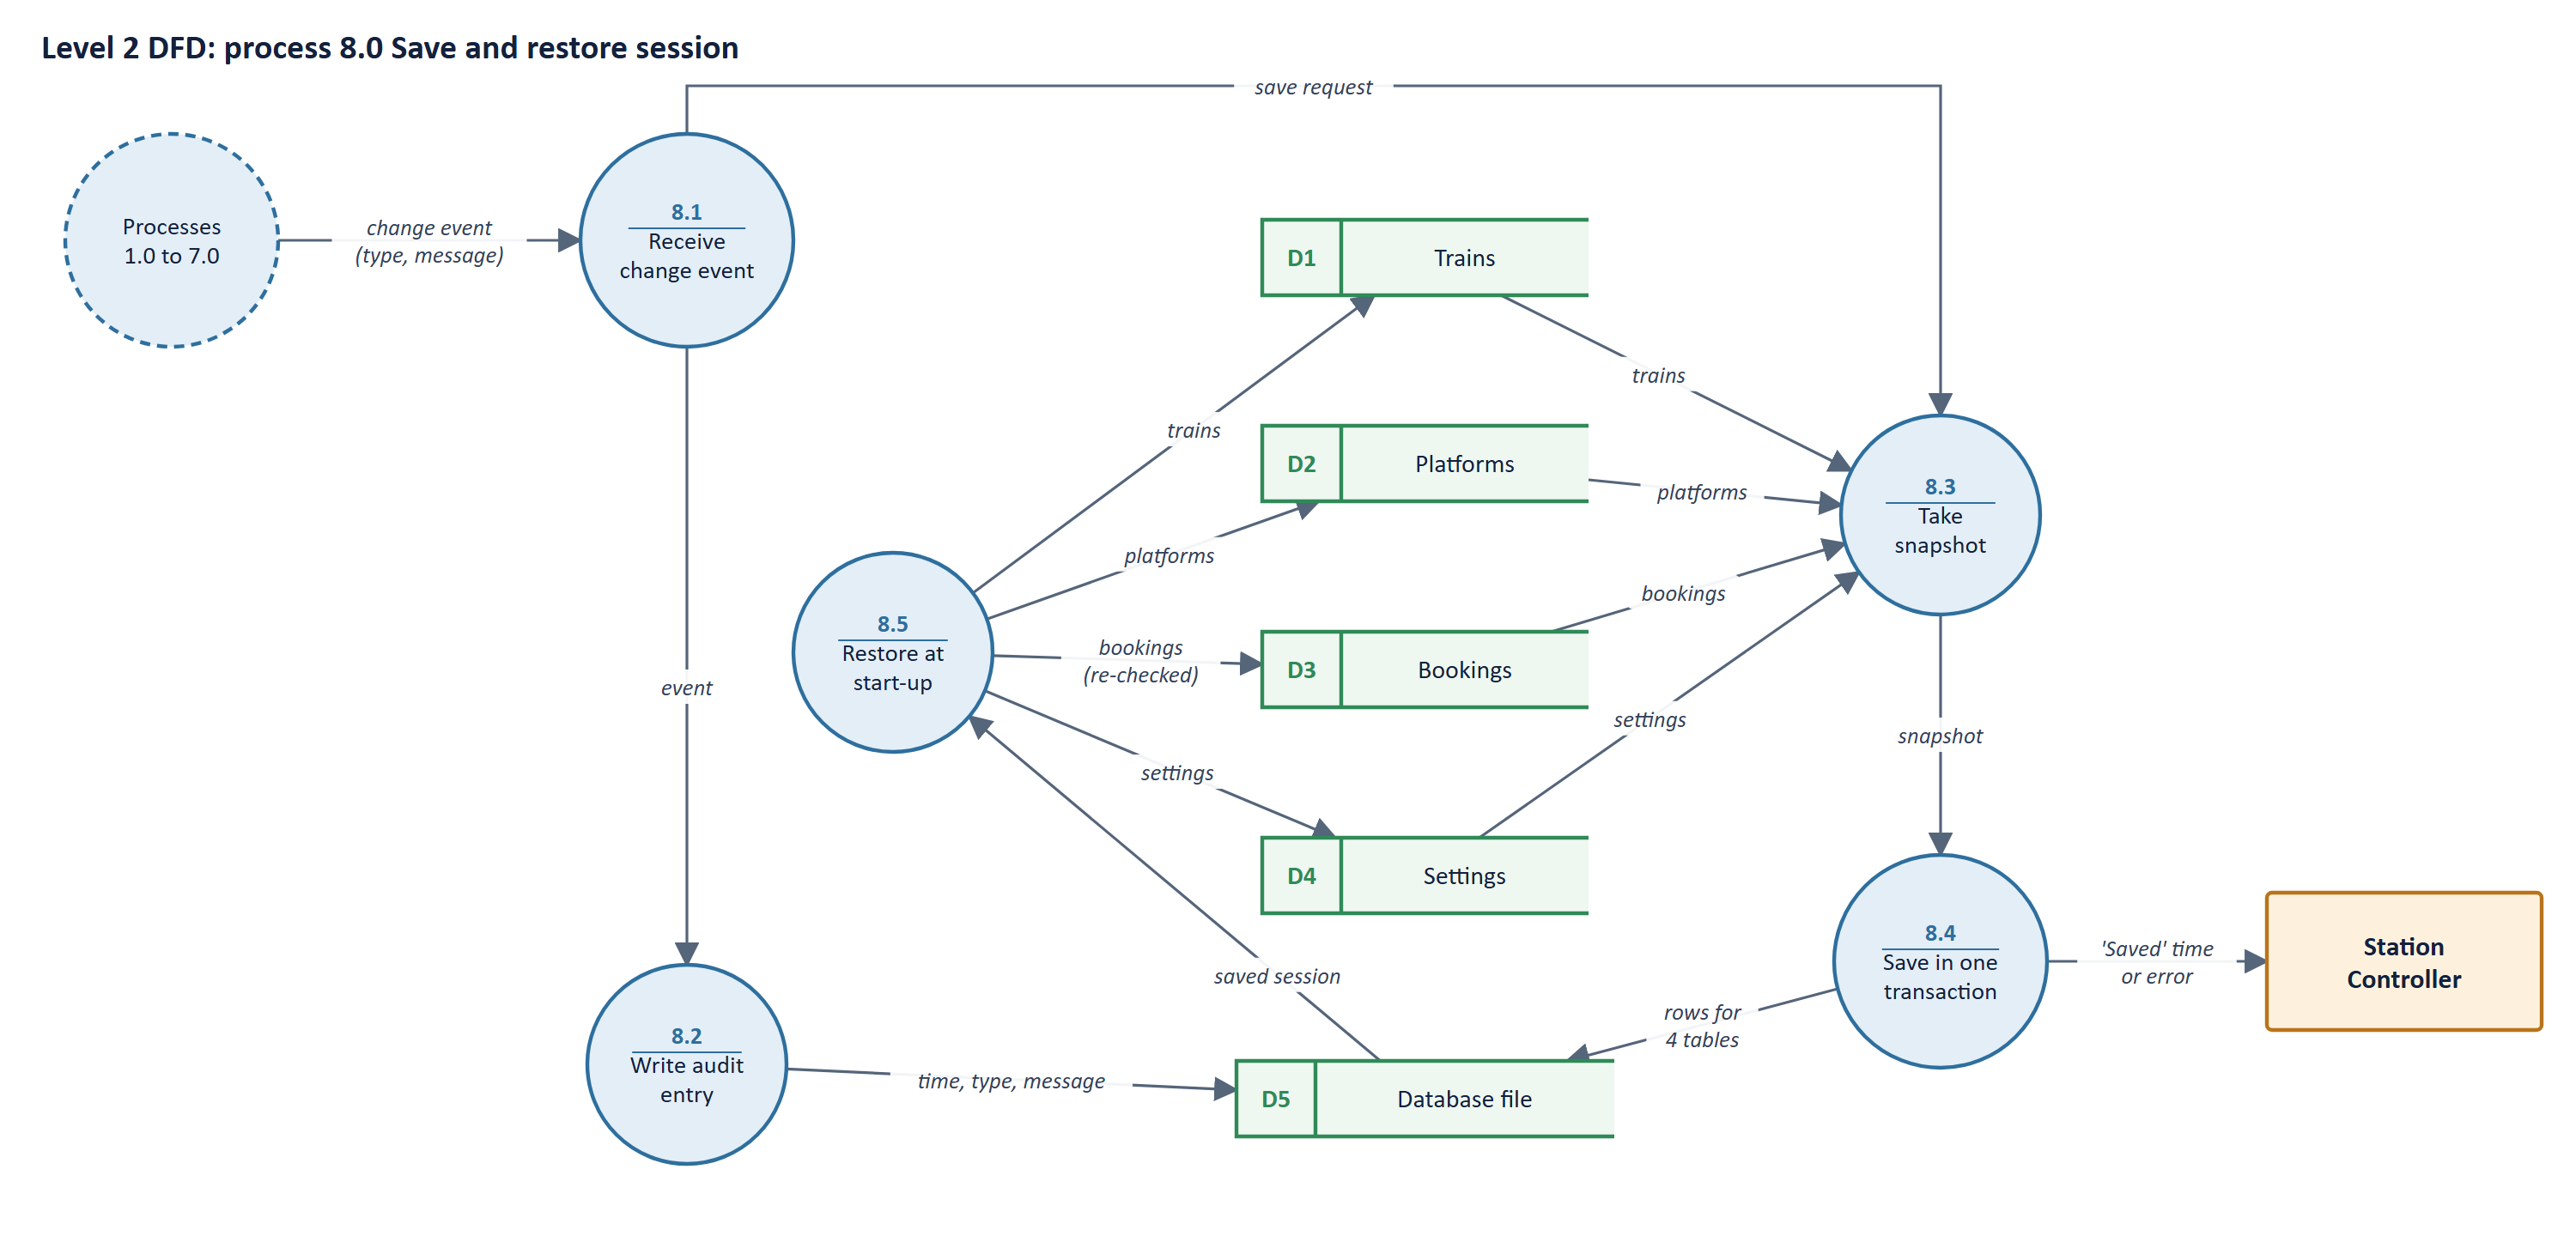 Level 2 DFD: process 8.0 Save and restore session
save request
Processes
1.0 to 7.0
change event
(type, message)
8.1
Receive
change event
D1
Trains
trains
trains
D2
Platforms
platforms
platforms
8.3
Take
snapshot
8.5
Restore at
start-up
bookings
(re-checked)
D3
Bookings
bookings
event
settings
settings
snapshot
D4
Settings
saved session
8.4
Save in one
transaction
'Saved' time
or error
Station
Controller
rows for
4 tables
8.2
Write audit
entry
time, type, message
D5
Database file